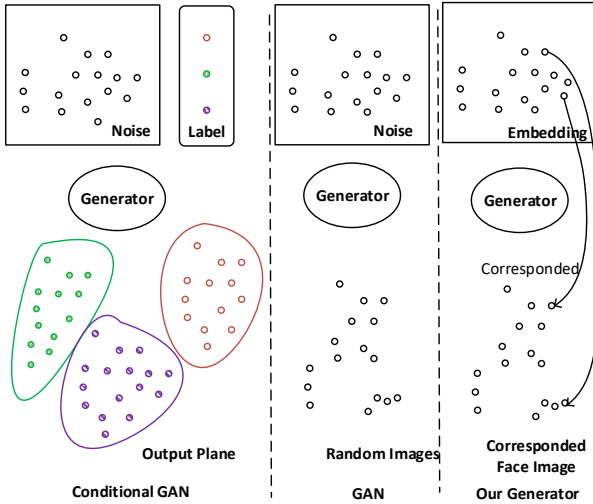 Noise
Label
Noise
Embedding
Generator
Generator
Generator
Corresponded
Output Plane
Random Images
Corresponded
Face Image
Conditional GAN
GAN
Our Generator